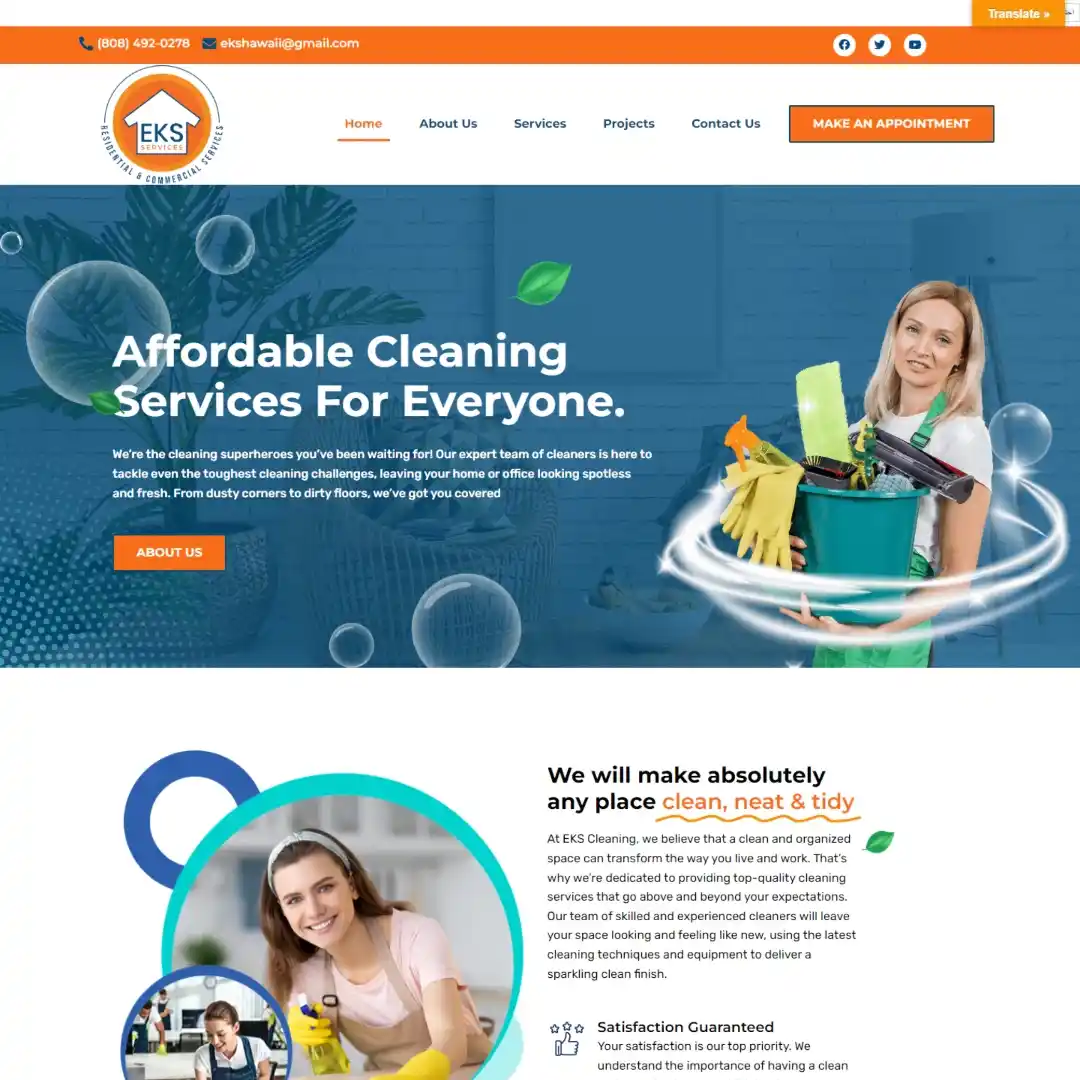 Translate »
(808) 492-0278 ekshawaii@gmail.com
EKS
SERVICES
RESIDENTIAL & COMMERCIAL SERVICES
Home About Us Services Projects Contact Us MAKE AN APPOINTMENT
Affordable Cleaning
Services For Everyone.
We're the cleaning superheroes you've been waiting for! Our expert team of cleaners is here to
tackle even the toughest cleaning challenges, leaving your home or office looking spotless
and fresh. From dusty corners to dirty floors, we've got you covered
ABOUT US
We will make absolutely
any place clean, neat & tidy
At EKS Cleaning, we believe that a clean and organized
space can transform the way you live and work. That's
why we're dedicated to providing top-quality cleaning
services that go above and beyond your expectations.
Our team of skilled and experienced cleaners will leave
your space looking and feeling like new, using the latest
cleaning techniques and equipment to deliver a
sparkling clean finish.
Satisfaction Guaranteed
Your satisfaction is our top priority. We
understand the importance of having a clean